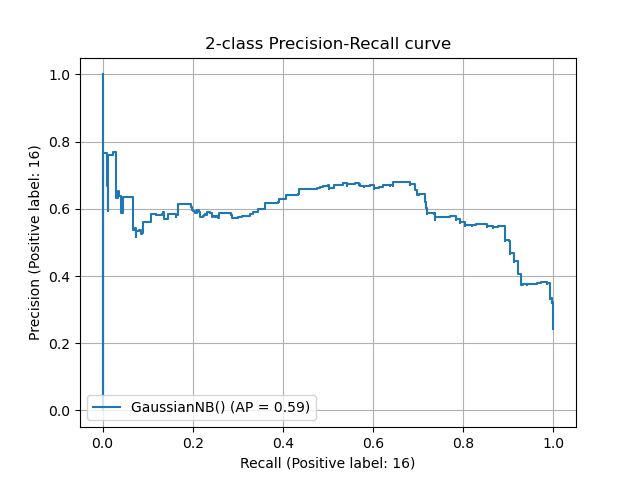 2-class Precision-Recall curve
1.0
0.8
0.6
0.4
0.2
0.0
Precision (Positive label: 16)
GaussianNB() (AP = 0.59)
0.0 0.2 0.4 0.6 0.8 1.0
Recall (Positive label: 16)